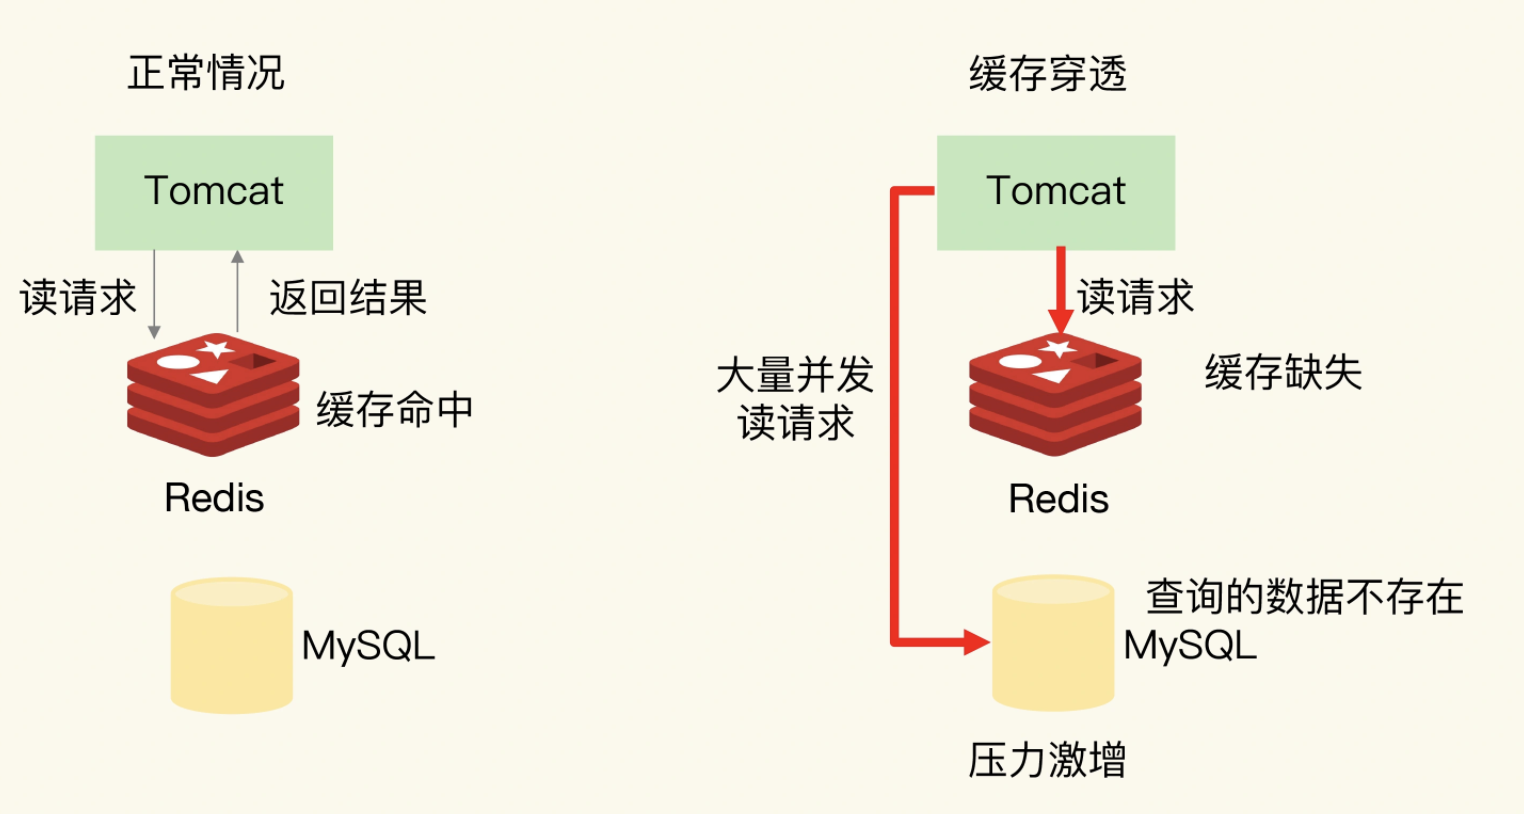 正常情况
Tomcat
读请求
返回结果
缓存命中
Redis
MySQL
缓存穿透
Tomcat
读请求
大量并发
读请求
缓存缺失
Redis
查询的数据不存在
MySQL
压力激增